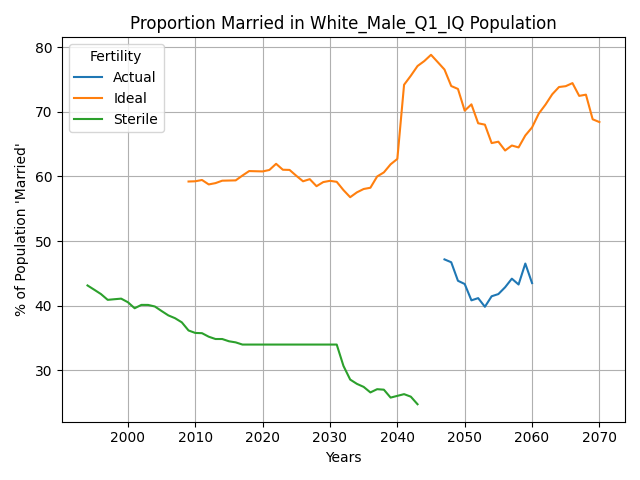 Proportion Married in White_Male_Q1_IQ Population
Fertility
Actual
Ideal
Sterile
% of Population 'Married'
80
70
60
50
40
30
2000
2010
2020
2030
2040
2050
2060
2070
Years